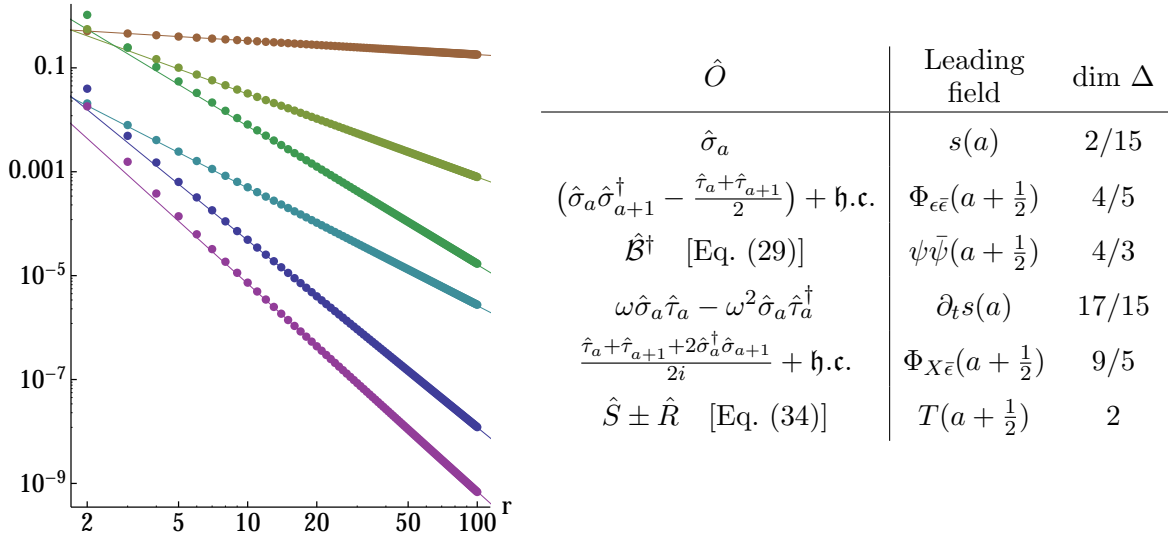 0.1
0.001
10⁻⁵
10⁻⁷
10⁻⁹
2 5 10 20 50 100 r
Ô Leading field dim Δ
σ̂ₐ s(a) 2/15
(σ̂ₐσ̂†ₐ₊₁ − (τ̂ₐ+τ̂ₐ₊₁)/2) + 𝔥.𝔠. Φ_{ϵϵ̄}(a + ½) 4/5
𝓑̂† [Eq. (29)] ψψ̄(a + ½) 4/3
ωσ̂ₐτ̂ₐ − ω²σ̂ₐτ̂ₐ† ∂ₜs(a) 17/15
(τ̂ₐ+τ̂ₐ₊₁+2σ̂ₐ†σ̂ₐ₊₁)/2i + 𝔥.𝔠. Φ_{Xϵ̄}(a + ½) 9/5
Ŝ ± R̂ [Eq. (34)] T(a + ½) 2